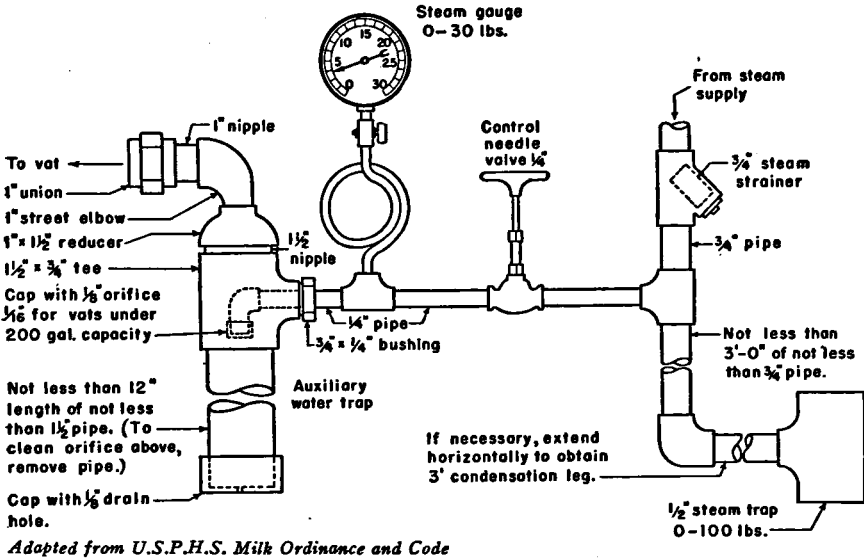 Steam gauge
0-30 lbs.
0
5
10
15
20
25
30
From steam
supply
1" nipple
Control
needle
valve 1/4"
To vat
3/4" steam
strainer
1" union
1" street elbow
1" x 1 1/2" reducer
1 1/2"
nipple
3/4" pipe
1 1/2" x 3/4" tee
Cap with 1/8" orifice
1/16" for vats under
200 gal. capacity
1/4" pipe
3/4" x 1/4" bushing
Not less than
3'-0" of not less
than 3/4" pipe.
Not less than 12"
length of not less
than 1 1/2" pipe. (To
clean orifice above,
remove pipe.)
Auxiliary
water trap
If necessary, extend
horizontally to obtain
3' condensation leg.
Cap with 1/8" drain
hole.
1/2" steam trap
0-100 lbs.
Adapted from U.S.P.H.S. Milk Ordinance and Code